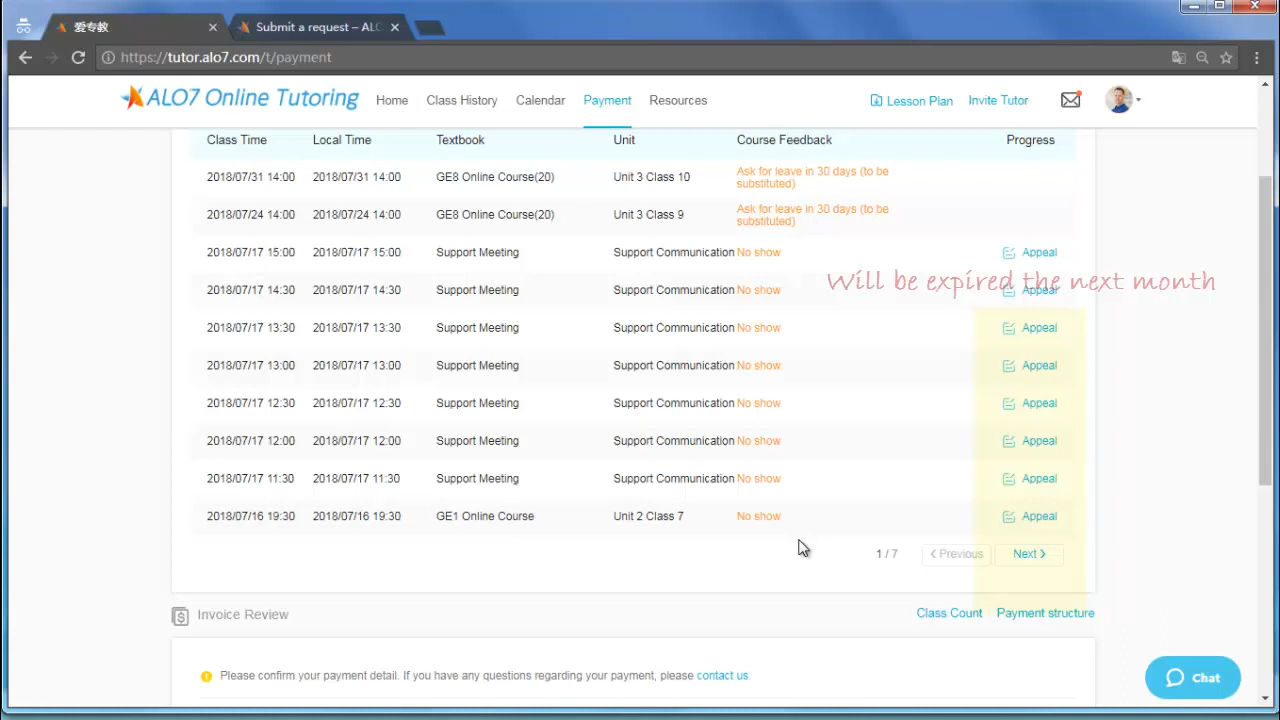 爱专教
Submit a request – ALO
https://tutor.alo7.com/t/payment
ALO7 Online Tutoring Home Class History Calendar Payment Resources Lesson Plan Invite Tutor
Class Time Local Time Textbook Unit Course Feedback Progress
2018/07/31 14:00 2018/07/31 14:00 GE8 Online Course(20) Unit 3 Class 10 Ask for leave in 30 days (to be
substituted)
2018/07/24 14:00 2018/07/24 14:00 GE8 Online Course(20) Unit 3 Class 9 Ask for leave in 30 days (to be
substituted)
2018/07/17 15:00 2018/07/17 15:00 Support Meeting Support Communication No show Appeal
Will be expired the next month
2018/07/17 14:30 2018/07/17 14:30 Support Meeting Support Communication No show Appeal
2018/07/17 13:30 2018/07/17 13:30 Support Meeting Support Communication No show Appeal
2018/07/17 13:00 2018/07/17 13:00 Support Meeting Support Communication No show Appeal
2018/07/17 12:30 2018/07/17 12:30 Support Meeting Support Communication No show Appeal
2018/07/17 12:00 2018/07/17 12:00 Support Meeting Support Communication No show Appeal
2018/07/17 11:30 2018/07/17 11:30 Support Meeting Support Communication No show Appeal
2018/07/16 19:30 2018/07/16 19:30 GE1 Online Course Unit 2 Class 7 No show Appeal
1 / 7 < Previous Next >
Invoice Review Class Count Payment structure
Please confirm your payment detail. If you have any questions regarding your payment, please contact us.
Chat